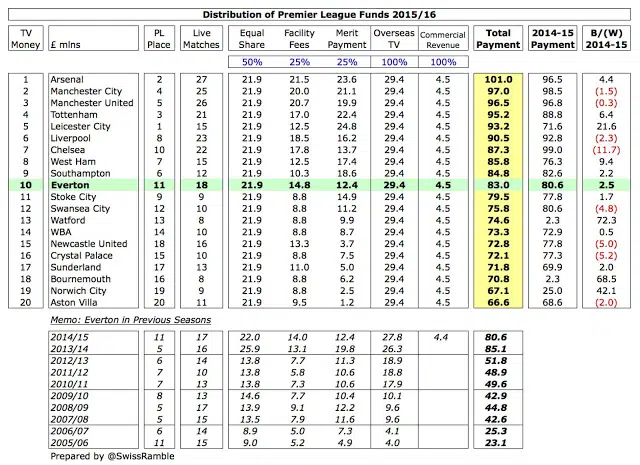 Distribution of Premier League Funds 2015/16
TV Money £ mlns PL Place Live Matches Equal Share Facility Fees Merit Payment Overseas TV Commercial Revenue Total Payment 2014-15 Payment B/(W) 2014-15
50% 25% 25% 100% 100%
1 Arsenal 2 27 21.9 21.5 23.6 29.4 4.5 101.0 96.5 4.4
2 Manchester City 4 25 21.9 20.0 21.1 29.4 4.5 97.0 98.5 (1.5)
3 Manchester United 5 26 21.9 20.7 19.9 29.4 4.5 96.5 96.8 (0.3)
4 Tottenham 3 21 21.9 17.0 22.4 29.4 4.5 95.2 88.8 6.4
5 Leicester City 1 15 21.9 12.5 24.8 29.4 4.5 93.2 71.6 21.6
6 Liverpool 8 23 21.9 18.5 16.2 29.4 4.5 90.5 92.8 (2.3)
7 Chelsea 10 22 21.9 17.8 13.7 29.4 4.5 87.3 99.0 (11.7)
8 West Ham 7 15 21.9 12.5 17.4 29.4 4.5 85.8 76.3 9.4
9 Southampton 6 12 21.9 10.3 18.6 29.4 4.5 84.8 82.6 2.2
10 Everton 11 18 21.9 14.8 12.4 29.4 4.5 83.0 80.6 2.5
11 Stoke City 9 9 21.9 8.8 14.9 29.4 4.5 79.5 77.8 1.7
12 Swansea City 12 10 21.9 8.8 11.2 29.4 4.5 75.8 80.6 (4.8)
13 Watford 13 8 21.9 8.8 9.9 29.4 4.5 74.6 2.3 72.3
14 WBA 14 10 21.9 8.8 8.7 29.4 4.5 73.3 72.9 0.5
15 Newcastle United 18 16 21.9 13.3 3.7 29.4 4.5 72.8 77.8 (5.0)
16 Crystal Palace 15 10 21.9 8.8 7.5 29.4 4.5 72.1 77.3 (5.2)
17 Sunderland 17 13 21.9 11.0 5.0 29.4 4.5 71.8 69.9 2.0
18 Bournemouth 16 8 21.9 8.8 6.2 29.4 4.5 70.8 2.3 68.5
19 Norwich City 19 9 21.9 8.8 2.5 29.4 4.5 67.1 25.0 42.1
20 Aston Villa 20 11 21.9 9.5 1.2 29.4 4.5 66.6 68.6 (2.0)
Memo: Everton in Previous Seasons
2014/15 11 17 22.0 14.0 12.4 27.8 4.4 80.6
2013/14 5 16 25.9 13.1 19.8 26.3 85.1
2012/13 6 14 13.8 7.7 11.3 18.9 51.8
2011/12 7 10 13.8 5.8 10.6 18.8 48.9
2010/11 7 13 13.8 7.3 10.6 17.9 49.6
2009/10 8 13 14.6 7.7 10.4 10.1 42.9
2008/09 5 17 13.9 9.1 12.2 9.6 44.8
2007/08 5 15 13.5 7.9 11.6 9.6 42.6
2006/07 6 14 8.9 5.0 7.3 4.1 25.3
2005/06 11 15 9.0 5.2 4.9 4.0 23.1
Prepared by @SwissRamble